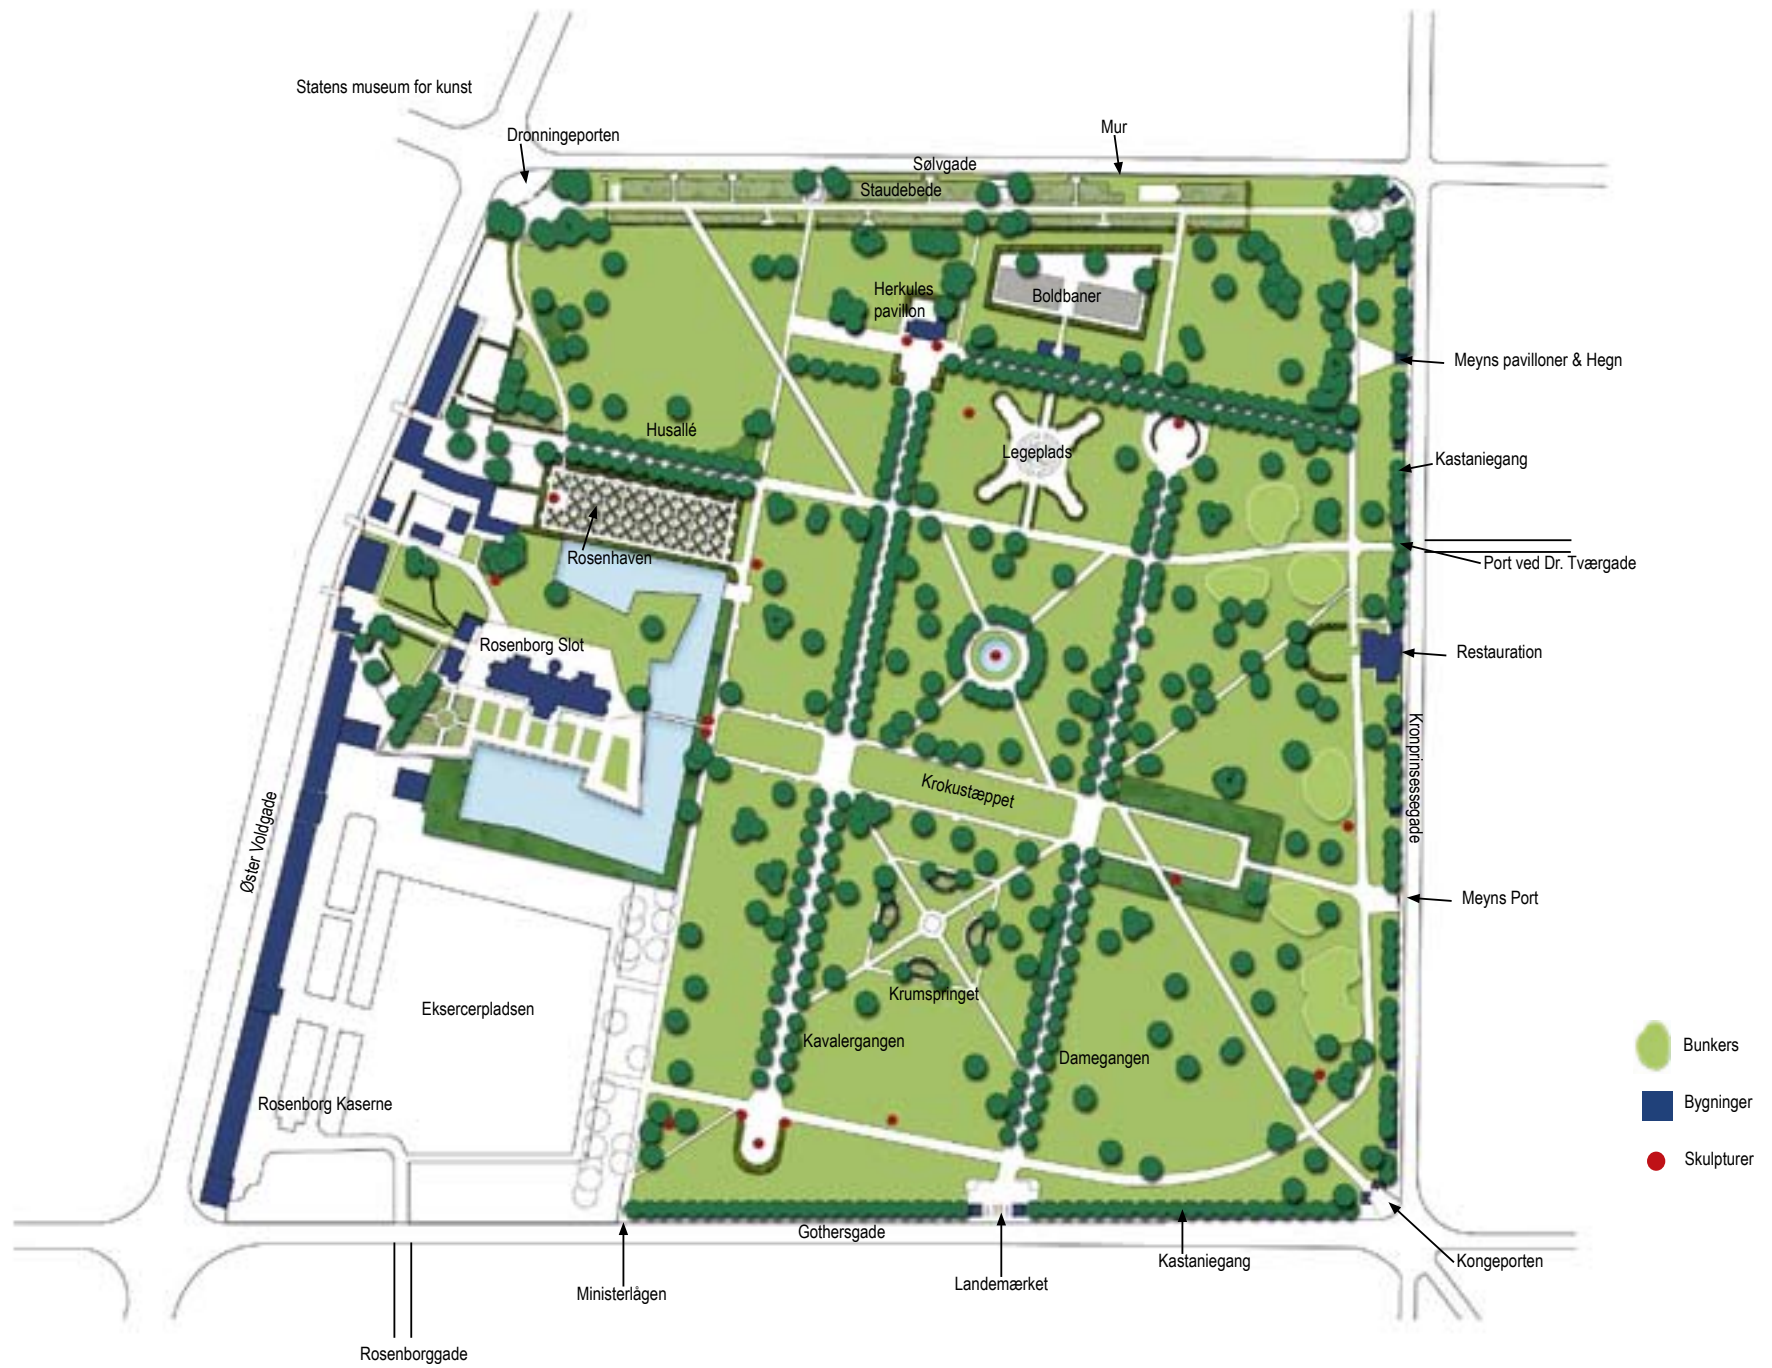 Statens museum for kunst
Dronningeporten
Mur
Sølvgade
Staudebede
Herkules
pavillon
Boldbaner
Meyns pavilloner & Hegn
Husallé
Legeplads
Kastaniegang
Rosenhaven
Port ved Dr. Tværgade
Rosenborg Slot
Restauration
Kronprinsessegade
Krokustæppet
Øster Voldgade
Meyns Port
Krumspringet
Eksercerpladsen
Kavalergangen
Damegangen
Bunkers
Rosenborg Kaserne
Bygninger
Skulpturer
Gothersgade
Kastaniegang
Kongeporten
Landemærket
Ministerlågen
Rosenborggade